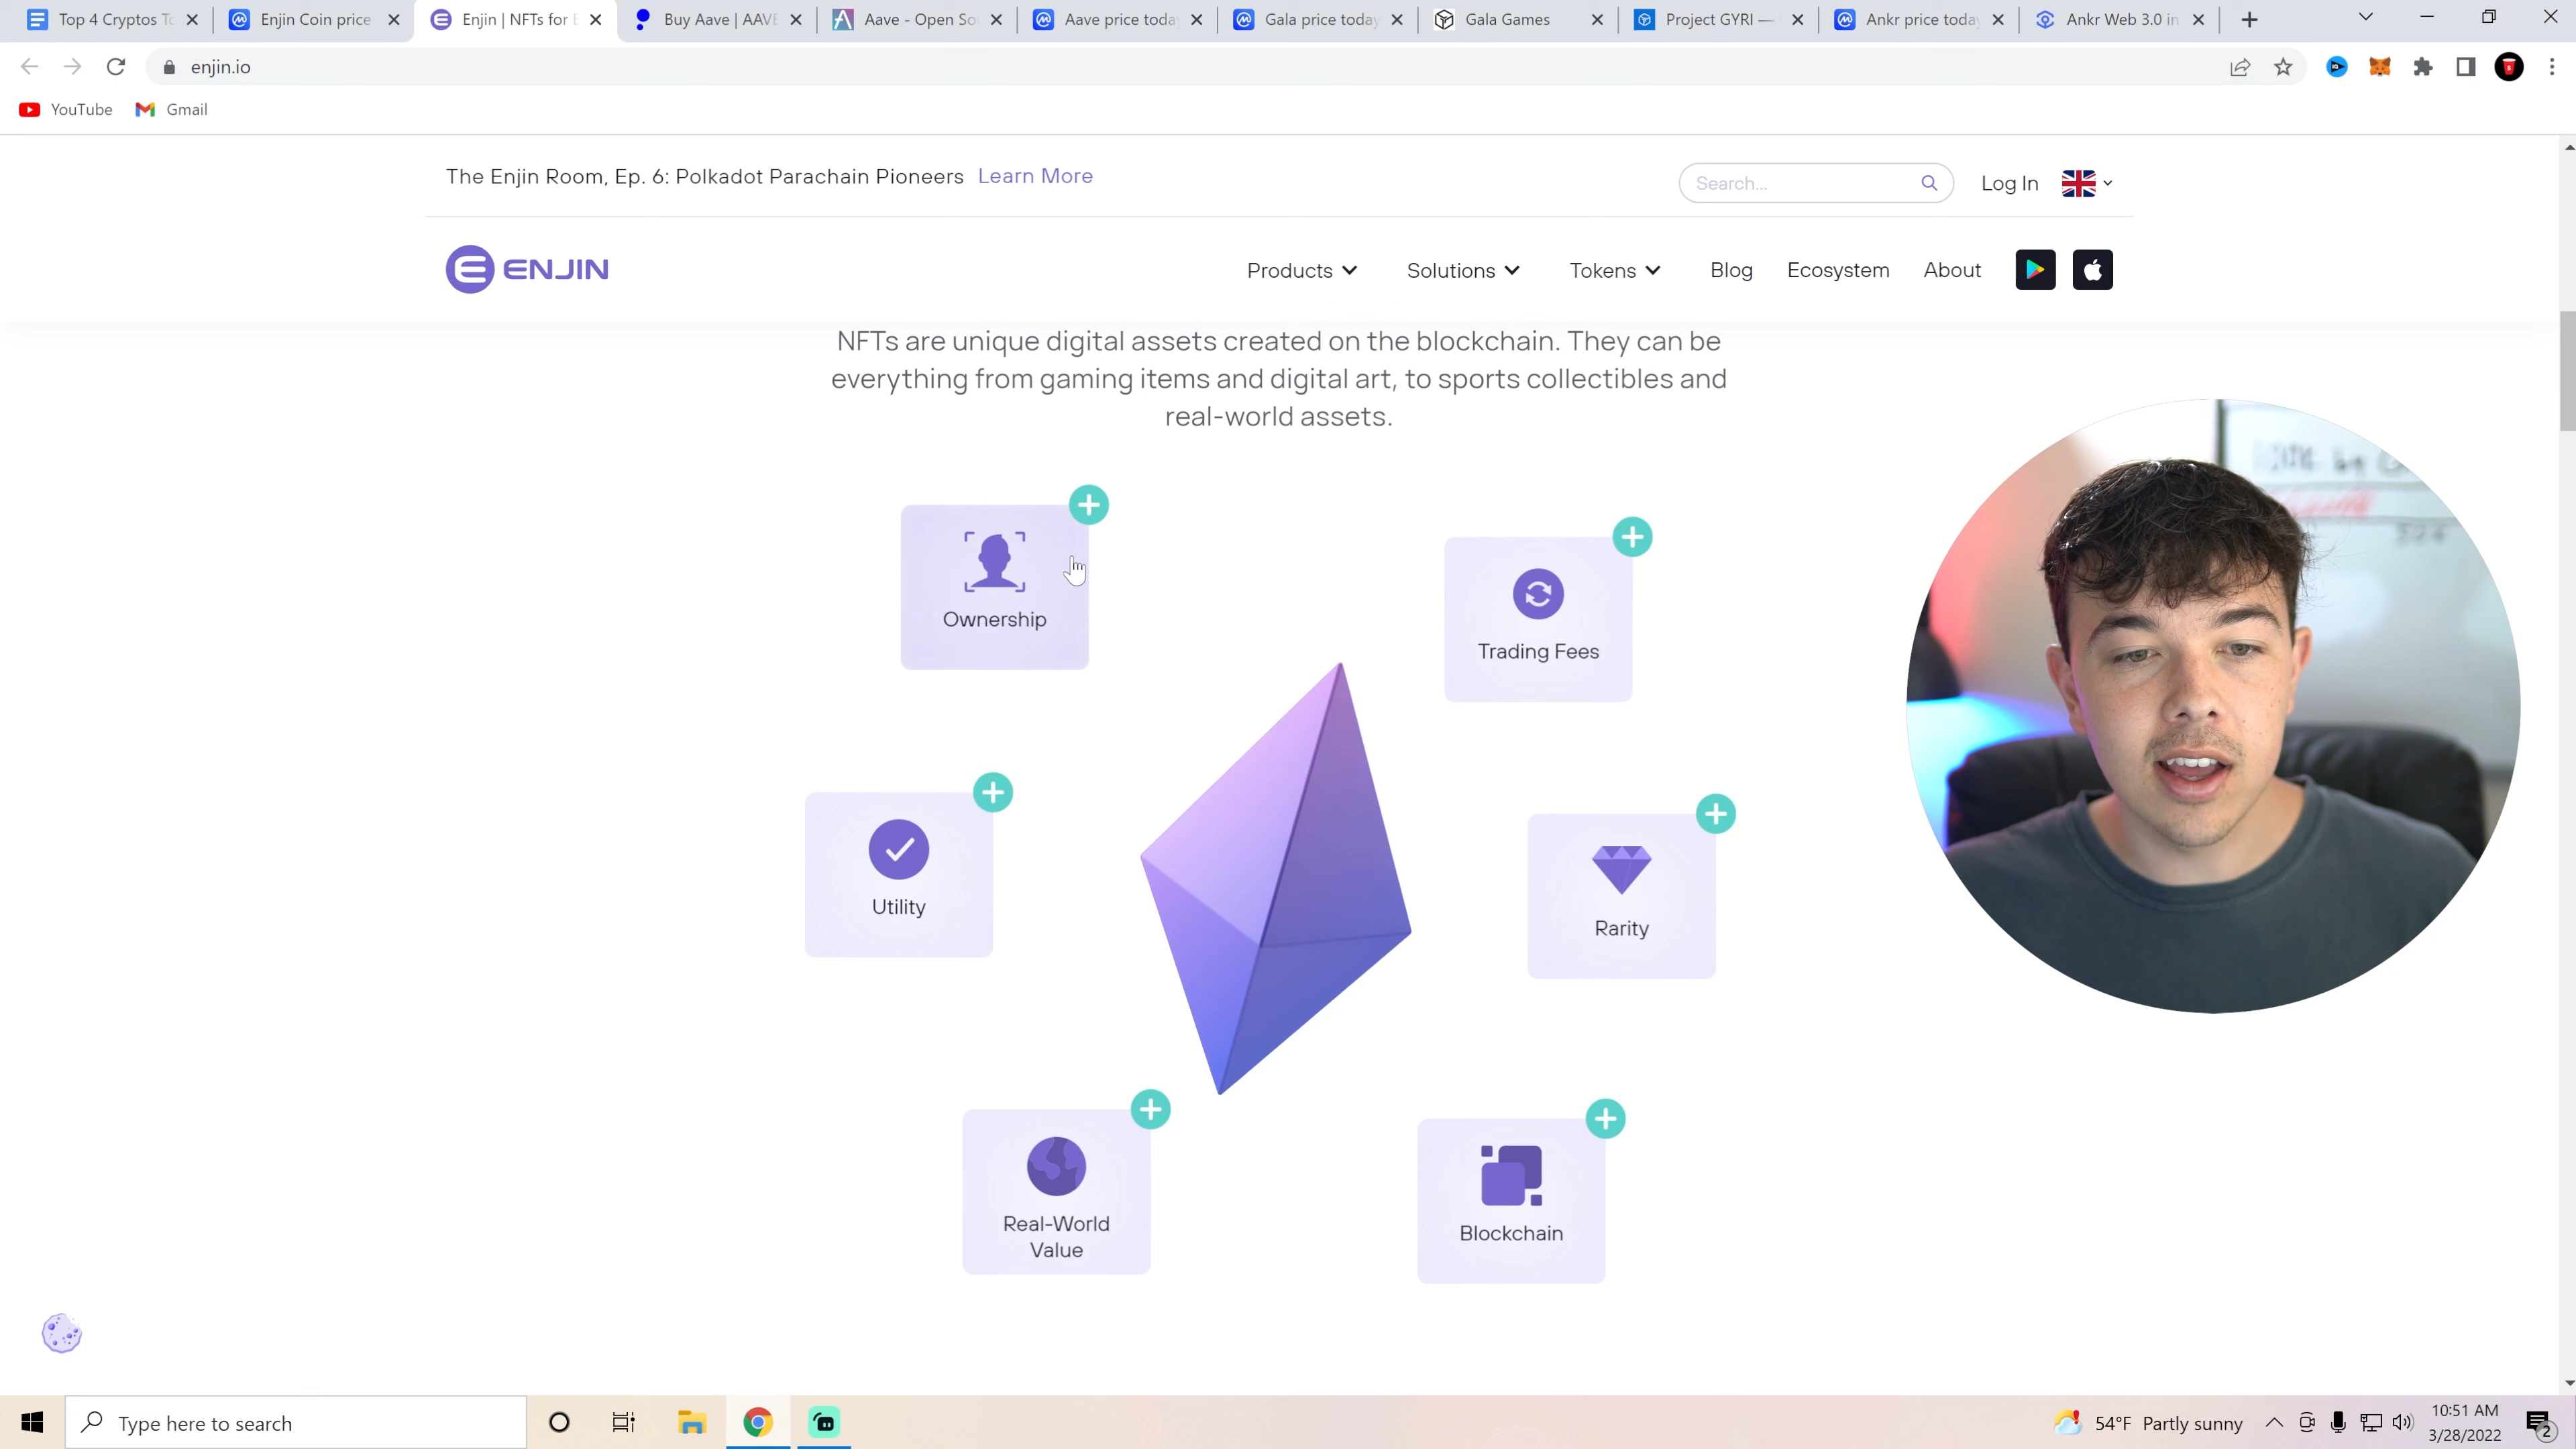 Top 4 Cryptos To
Enjin Coin price
Enjin | NFTs for E
Buy Aave | AAVE
Aave - Open So
Aave price today
Gala price today
Gala Games
Project GYRI —
Ankr price today
Ankr Web 3.0 in
enjin.io
YouTube
Gmail
The Enjin Room, Ep. 6: Polkadot Parachain Pioneers Learn More
Search...
Log In
ENJIN
Products
Solutions
Tokens
Blog
Ecosystem
About
NFTs are unique digital assets created on the blockchain. They can be
everything from gaming items and digital art, to sports collectibles and
real-world assets.
Ownership
Trading Fees
Utility
Rarity
Real-World
Value
Blockchain
Type here to search
54°F Partly sunny
10:51 AM
3/28/2022
2